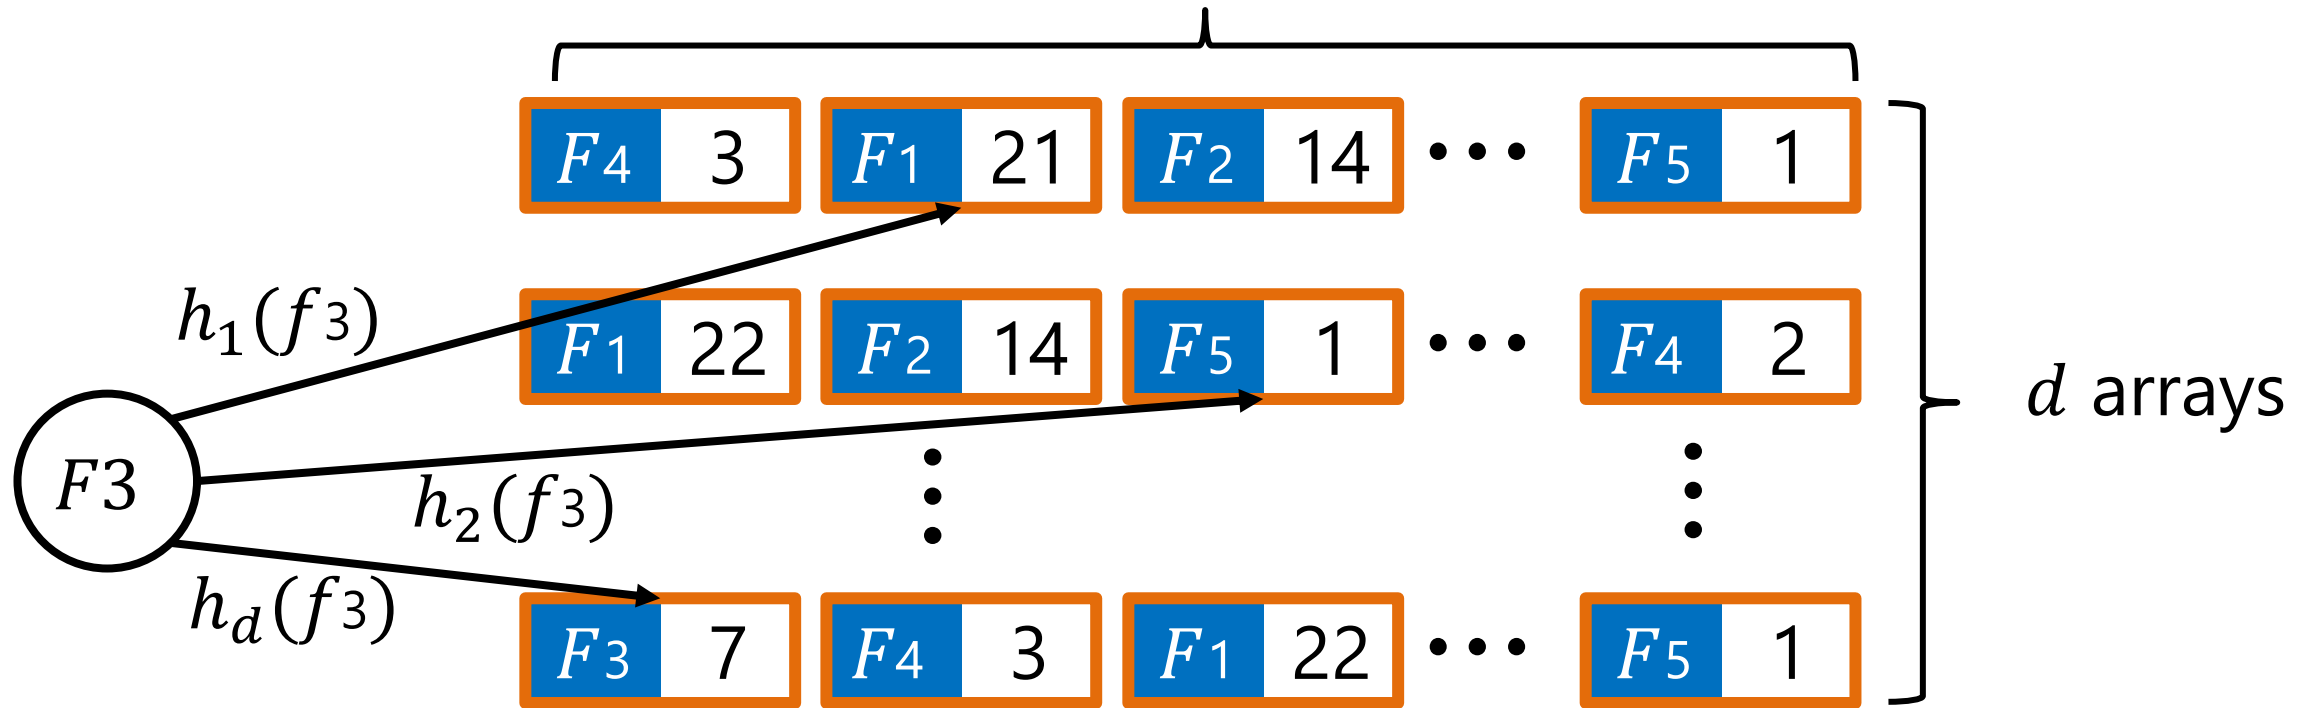 F4 3 F1 21 F2 14 ••• F5 1
h1(f3)
F1 22 F2 14 F5 1 ••• F4 2
d arrays
F3
h2(f3)
hd(f3)
F3 7 F4 3 F1 22 ••• F5 1